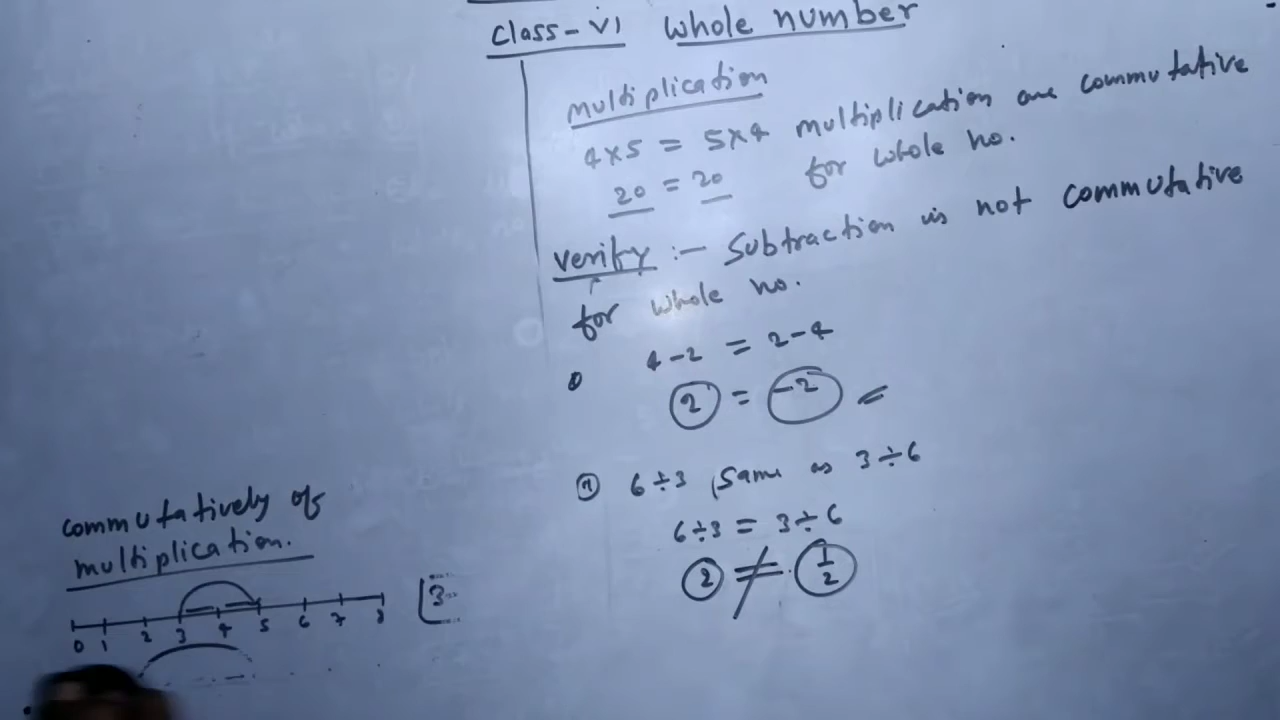 Class - VI Whole number
multiplication
4×5 = 5×4 multiplication are commutative
20 = 20 for whole no.
Verify :- Subtraction is not commutative
for whole no.
4-2 = 2-4
2 = -2
6÷3 Same as 3÷6
6÷3 = 3÷6
2 ≠ 1/2
commutatively of
multiplication.
0 1 2 3 4 5 6 7 8
3